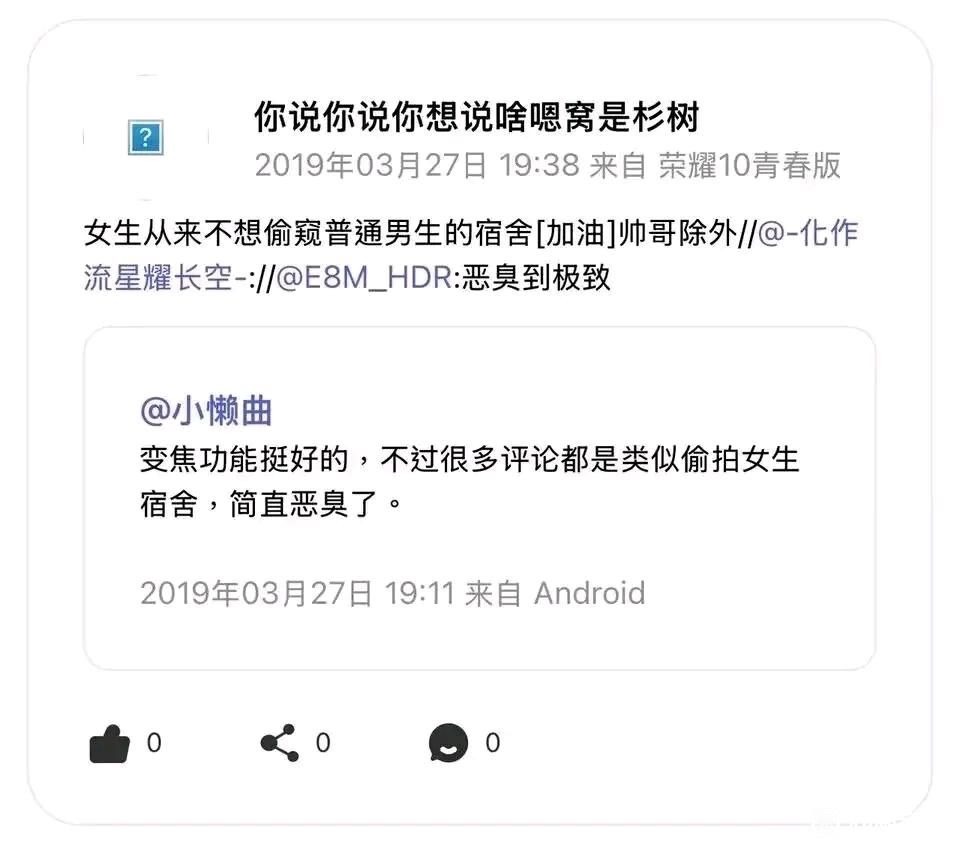 你说你说你想说啥嗯窝是杉树
2019年03月27日 19:38 来自 荣耀10青春版
女生从来不想偷窥普通男生的宿舍[加油]帅哥除外//@-化作
流星耀长空-://@E8M_HDR:恶臭到极致
@小懒曲
变焦功能挺好的，不过很多评论都是类似偷拍女生
宿舍，简直恶臭了。
2019年03月27日 19:11 来自 Android
0 0 0